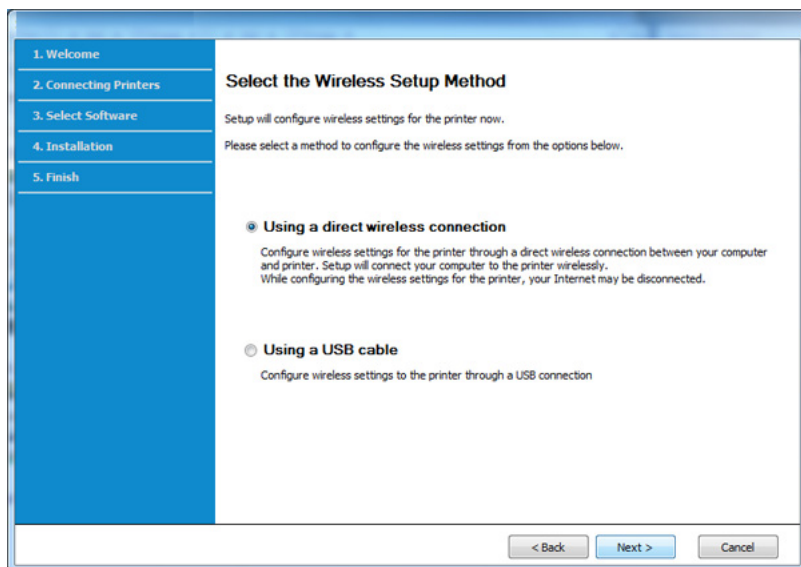 1. Welcome
2. Connecting Printers
3. Select Software
4. Installation
5. Finish
Select the Wireless Setup Method
Setup will configure wireless settings for the printer now.
Please select a method to configure the wireless settings from the options below.
Using a direct wireless connection
Configure wireless settings for the printer through a direct wireless connection between your computer
and printer. Setup will connect your computer to the printer wirelessly.
While configuring the wireless settings for the printer, your Internet may be disconnected.
Using a USB cable
Configure wireless settings to the printer through a USB connection
< Back
Next >
Cancel